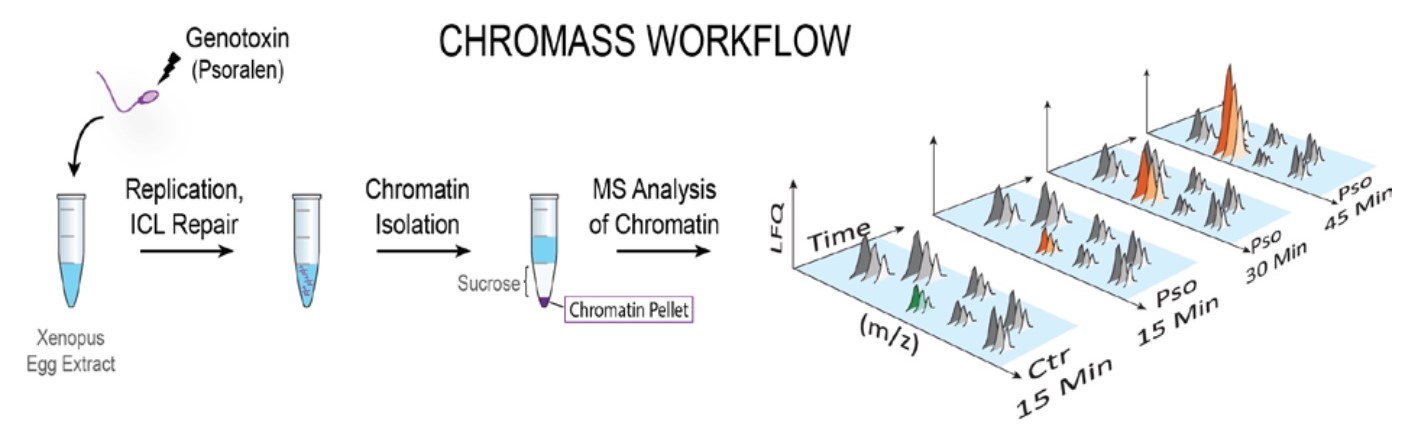 CHROMASS WORKFLOW
Genotoxin
(Psoralen)
Replication,
ICL Repair
Chromatin
Isolation
MS Analysis
of Chromatin
Sucrose
Chromatin Pellet
Xenopus
Egg Extract
LFQ
Time
(m/z)
Ctr
15 Min
Pso
15 Min
Pso
30 Min
Pso
45 Min